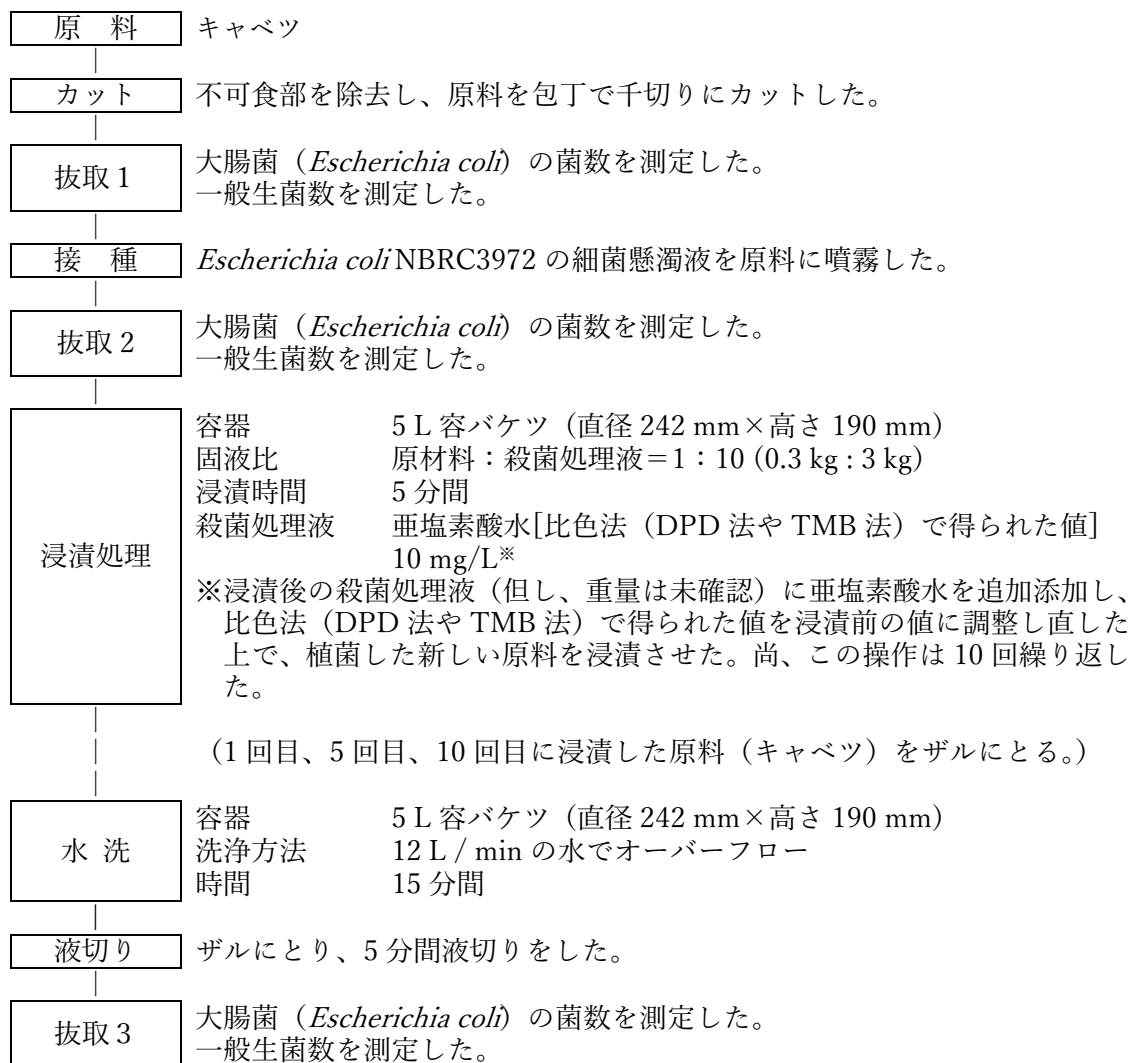 原　料 キャベツ
カット 不可食部を除去し、原料を包丁で千切りにカットした。
抜取 1 大腸菌（Escherichia coli）の菌数を測定した。
一般生菌数を測定した。
接　種 Escherichia coli NBRC3972 の細菌懸濁液を原料に噴霧した。
抜取 2 大腸菌（Escherichia coli）の菌数を測定した。
一般生菌数を測定した。
浸漬処理
容器 5 L 容バケツ（直径 242 mm×高さ 190 mm）
固液比 原材料：殺菌処理液＝1：10 (0.3 kg : 3 kg)
浸漬時間 5 分間
殺菌処理液 亜塩素酸水[比色法（DPD 法や TMB 法）で得られた値]
10 mg/L※
※浸漬後の殺菌処理液（但し、重量は未確認）に亜塩素酸水を追加添加し、
比色法（DPD 法や TMB 法）で得られた値を浸漬前の値に調整し直した
上で、植菌した新しい原料を浸漬させた。尚、この操作は 10 回繰り返し
た。
（1 回目、5 回目、10 回目に浸漬した原料（キャベツ）をザルにとる。）
水 洗
容器 5 L 容バケツ（直径 242 mm×高さ 190 mm）
洗浄方法 12 L / min の水でオーバーフロー
時間 15 分間
液切り ザルにとり、5 分間液切りをした。
抜取 3 大腸菌（Escherichia coli）の菌数を測定した。
一般生菌数を測定した。